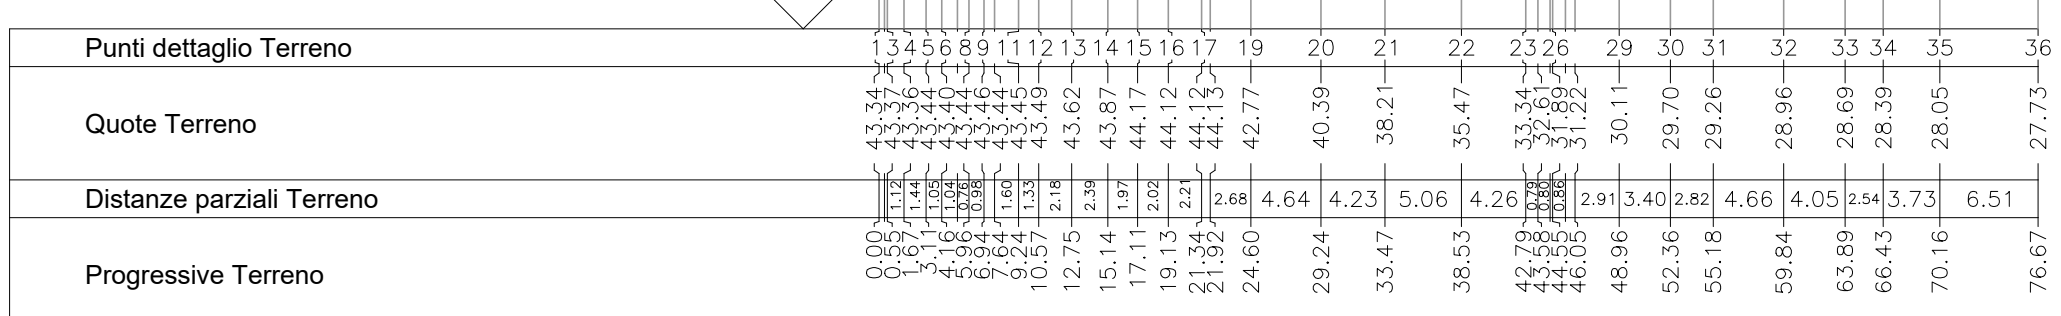 Punti dettaglio Terreno 1 3 4 5 6 8 9 11 12 13 14 15 16 17 19 20 21 22 23 26 29 30 31 32 33 34 35 36
Quote Terreno 43.34 43.37 43.36 43.44 43.40 43.44 43.46 43.44 43.45 43.49 43.62 43.87 44.17 44.12 44.12 44.13 42.77 40.39 38.21 35.47 33.34 32.61 31.89 31.22 30.11 29.70 29.26 28.96 28.69 28.39 28.05 27.73
Distanze parziali Terreno 1.12 1.44 1.05 1.04 0.76 0.98 1.60 1.33 2.18 2.39 1.97 2.02 2.21 2.68 4.64 4.23 5.06 4.26 0.79 0.80 0.86 2.91 3.40 2.82 4.66 4.05 2.54 3.73 6.51
Progressive Terreno 0.00 0.55 1.67 3.11 4.16 5.96 6.94 7.64 9.24 10.57 12.75 15.14 17.11 19.13 21.34 21.92 24.60 29.24 33.47 38.53 42.79 43.58 44.55 46.05 48.96 52.36 55.18 59.84 63.89 66.43 70.16 76.67